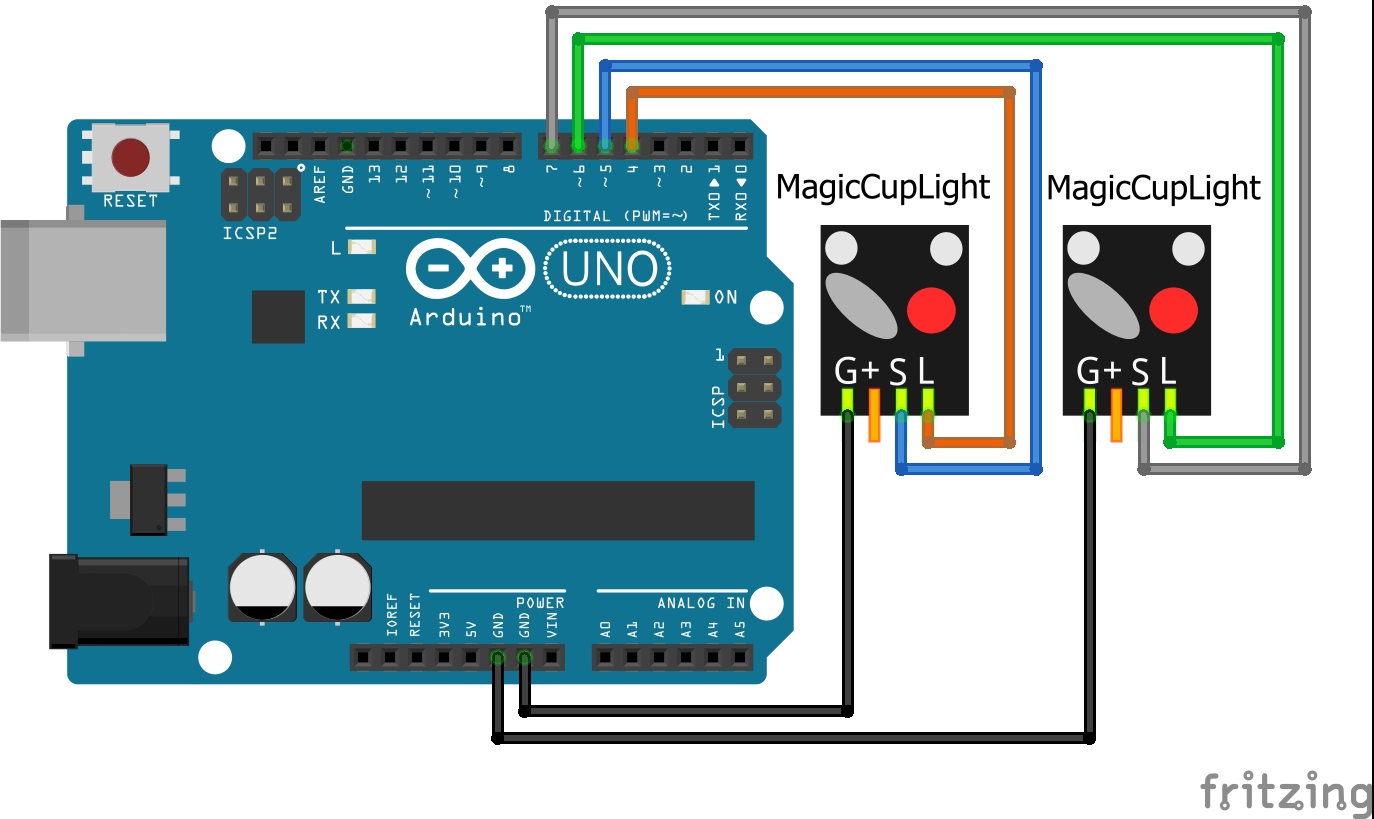 RESET
ICSP2
AREF
GND
13
12
~11
~10
~9
8
7
~6
~5
4
~3
2
TX0▶1
RX0◀0
DIGITAL (PWM=~)
MagicCupLight
MagicCupLight
L
TX
RX
UNO
Arduino™
ON
1
ICSP
G+ S L
G+ S L
IOREF
RESET
3V3
5V
GND
GND
VIN
POWER
ANALOG IN
A0
A1
A2
A3
A4
A5
fritzing